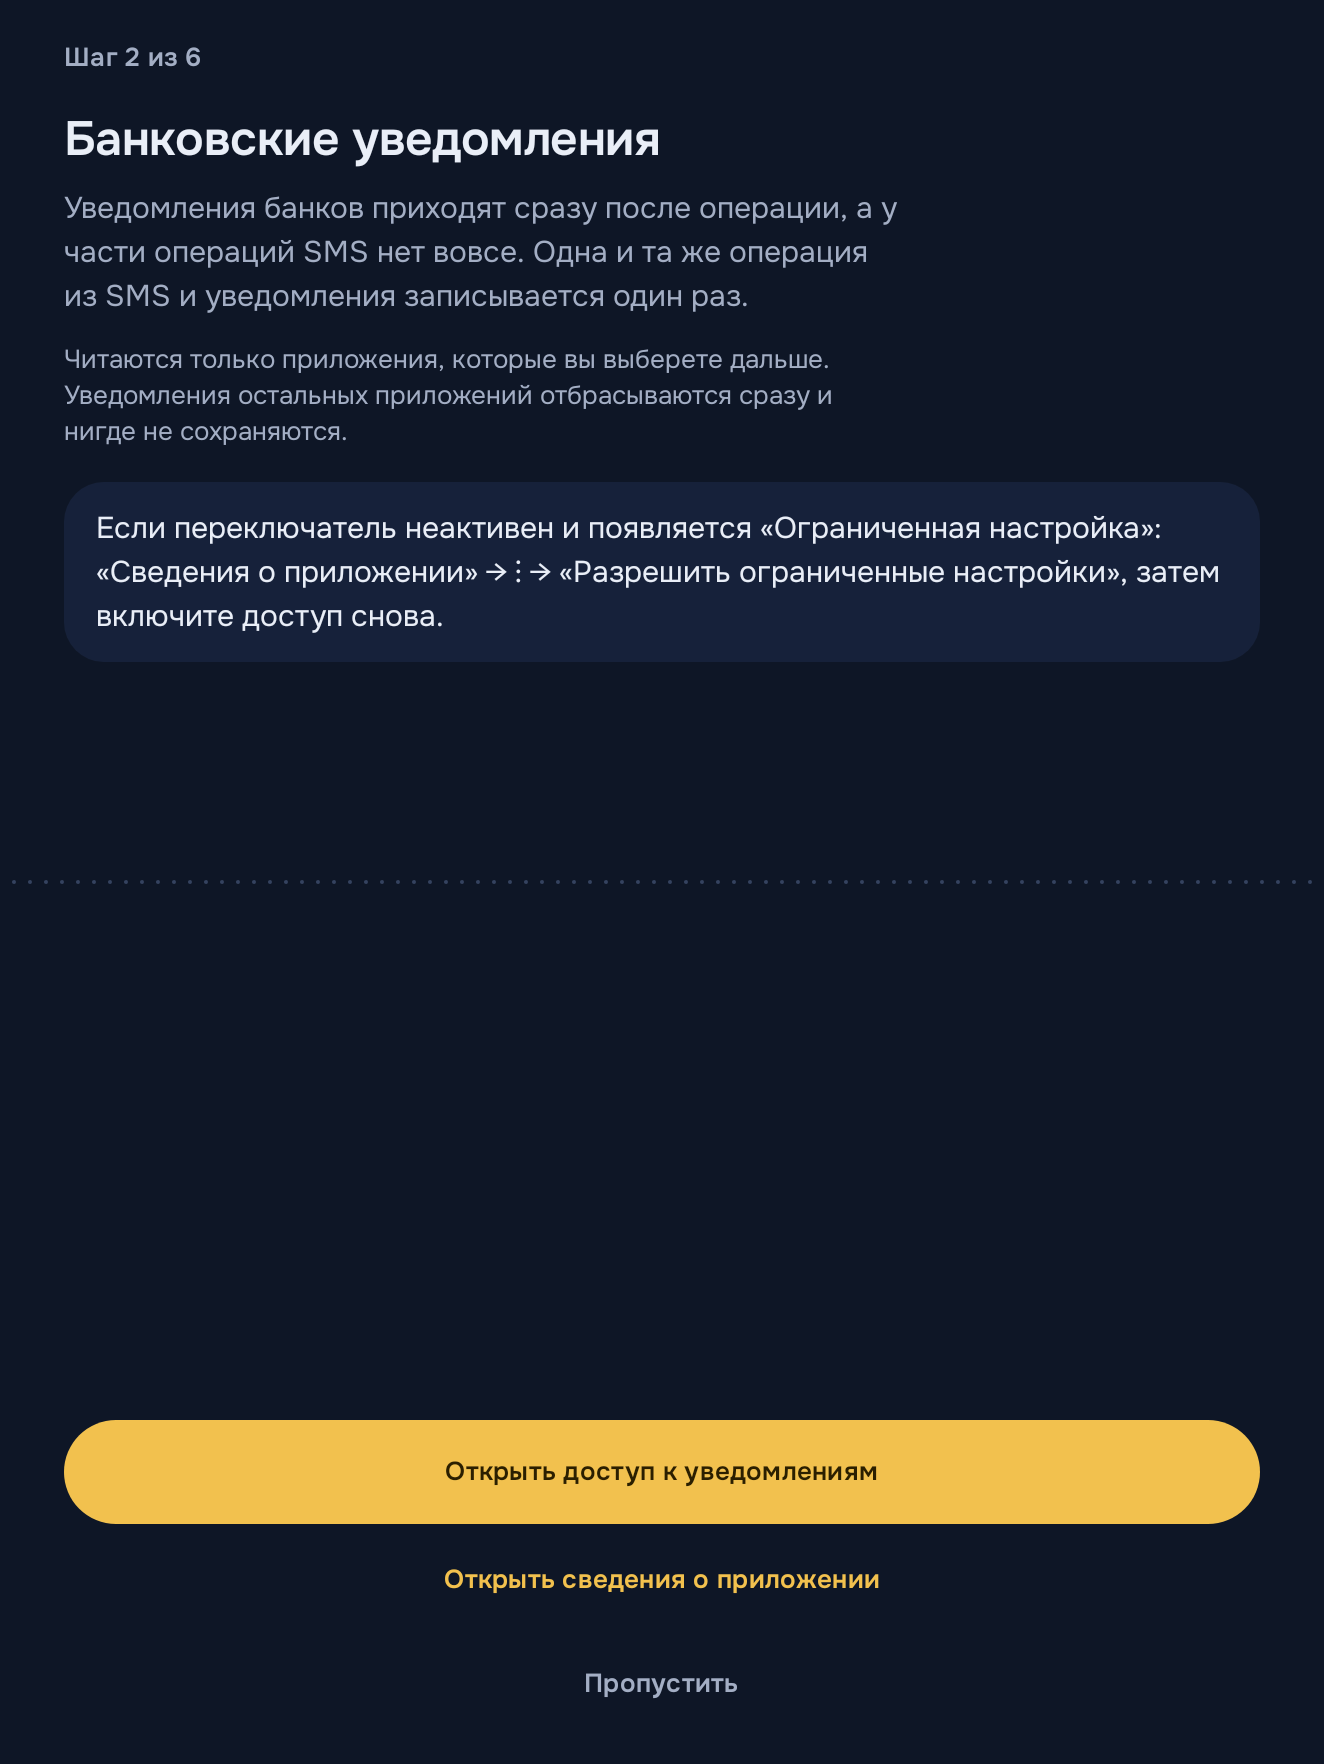 Шаг 2 из 6
Банковские уведомления
Уведомления банков приходят сразу после операции, а у
части операций SMS нет вовсе. Одна и та же операция
из SMS и уведомления записывается один раз.
Читаются только приложения, которые вы выберете дальше.
Уведомления остальных приложений отбрасываются сразу и
нигде не сохраняются.
Если переключатель неактивен и появляется «Ограниченная настройка»:
«Сведения о приложении» → ⋮ → «Разрешить ограниченные настройки», затем
включите доступ снова.
Открыть доступ к уведомлениям
Открыть сведения о приложении
Пропустить